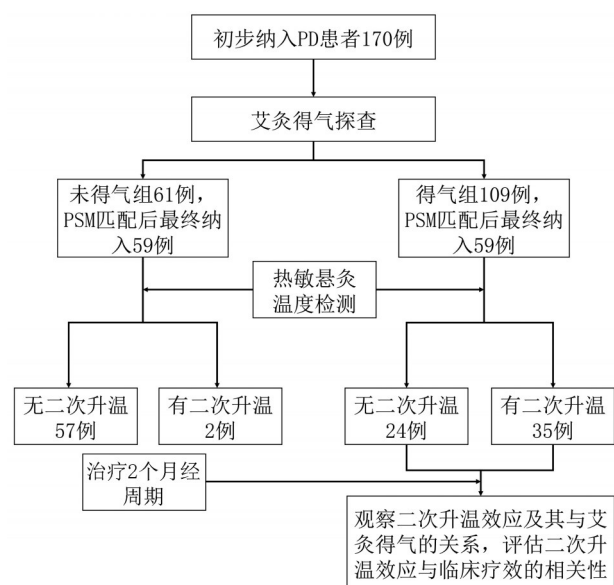 初步纳入PD患者170例
艾灸得气探查
未得气组61例，
PSM匹配后最终纳
入59例
得气组109例，
PSM匹配后最终纳
入59例
热敏悬灸
温度检测
无二次升温
57例
有二次升温
2例
无二次升温
24例
有二次升温
35例
治疗2个月经
周期
观察二次升温效应及其与艾
灸得气的关系，评估二次升
温效应与临床疗效的相关性